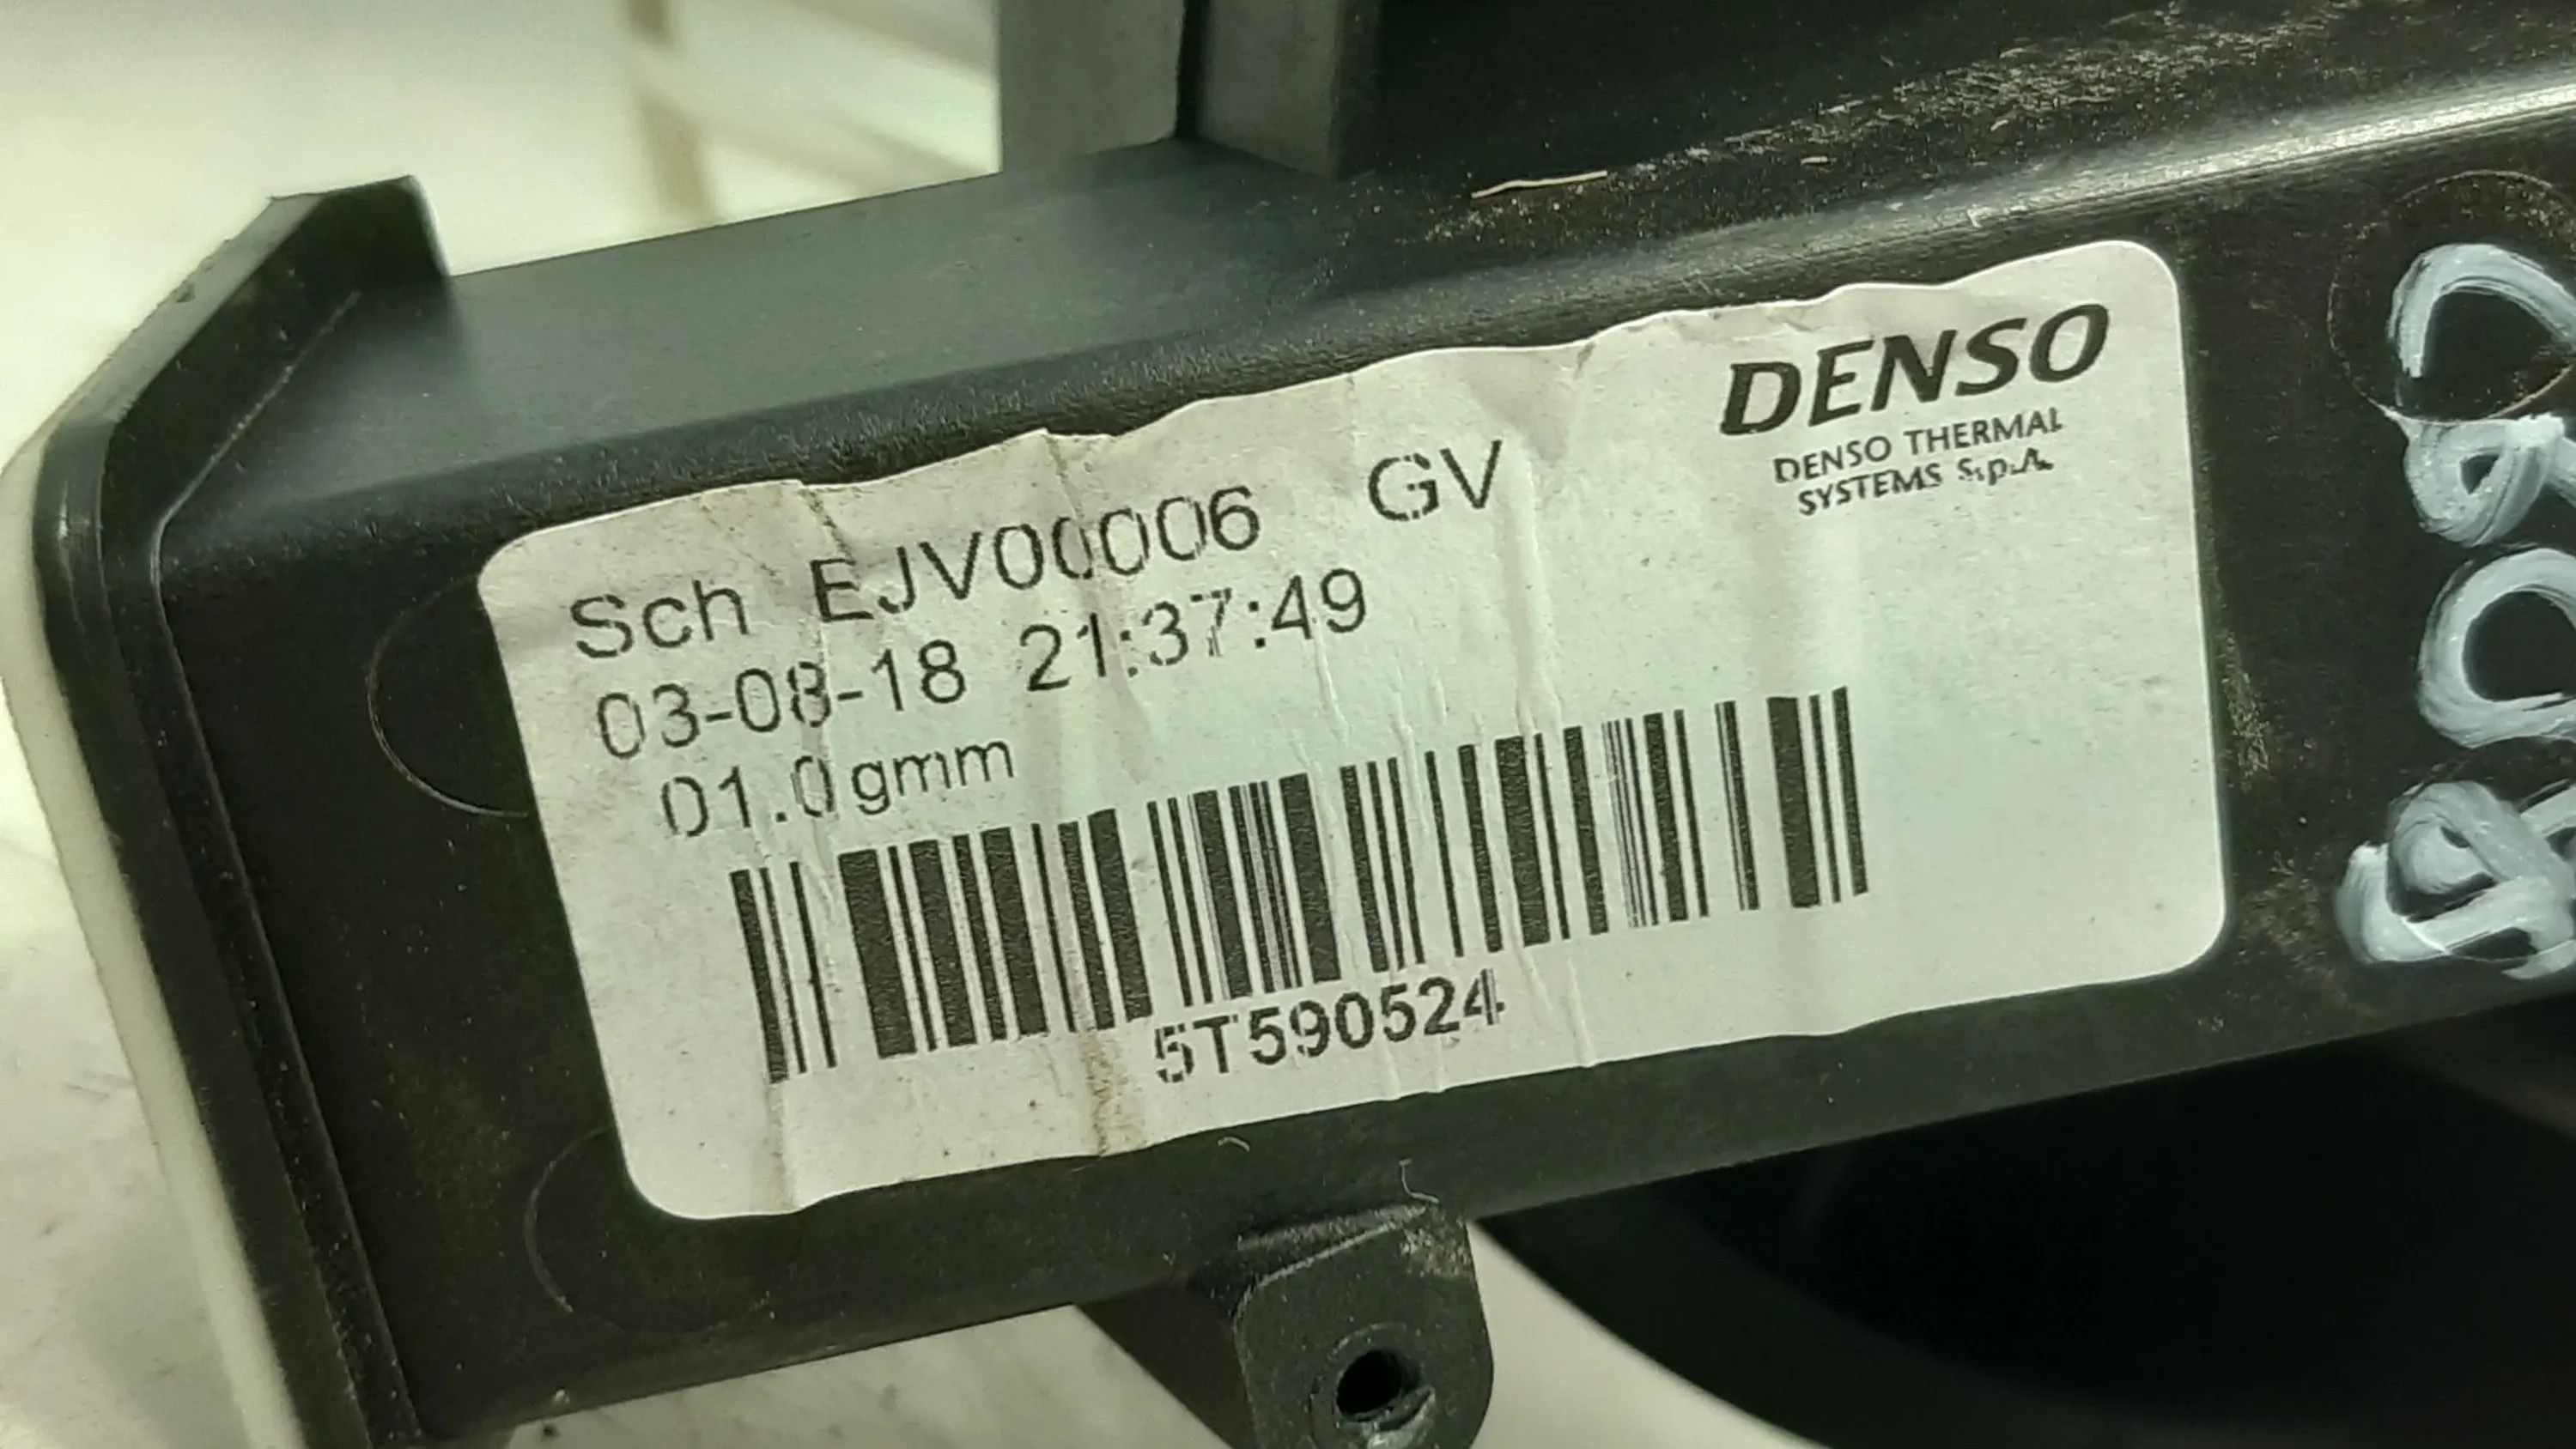 DENSO
DENSO THERMAL
SYSTEMS S.p.A.
Sch EJV00006 GV
03-08-18 21:37:49
01.0gmm
5T590524